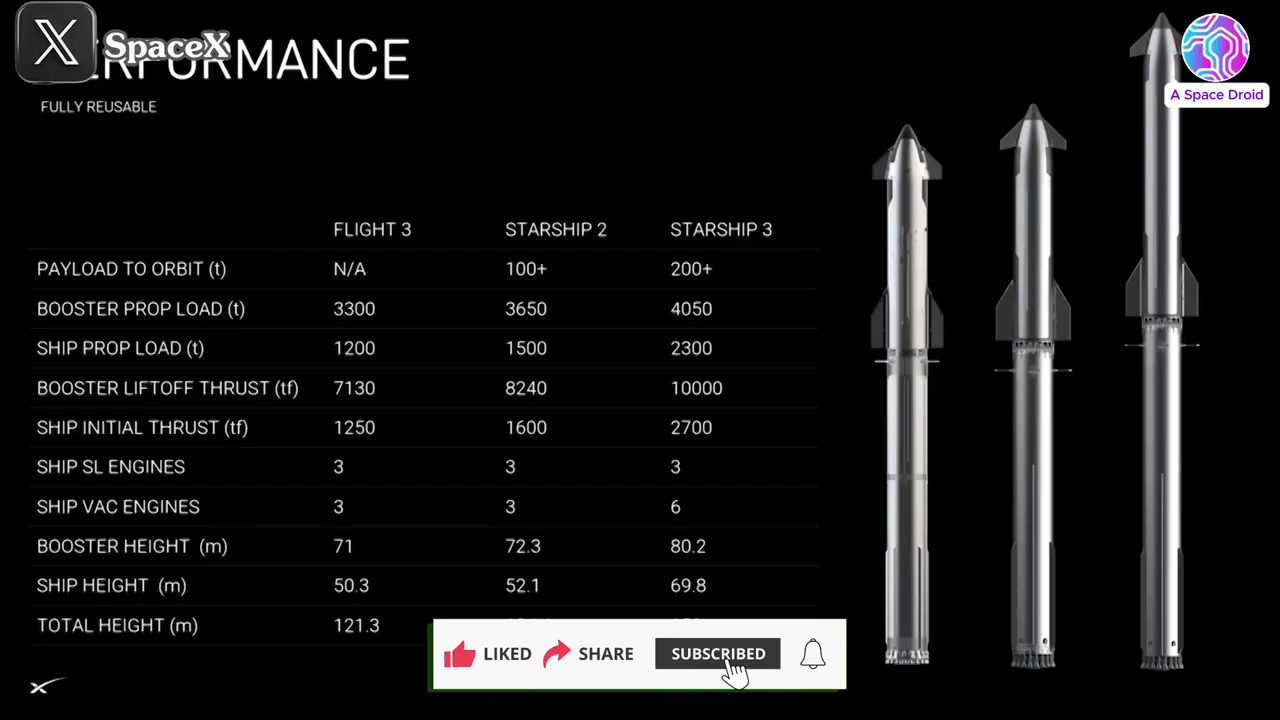 X SpaceX
ERFORMANCE
A Space Droid
FULLY REUSABLE
FLIGHT 3 STARSHIP 2 STARSHIP 3
PAYLOAD TO ORBIT (t) N/A 100+ 200+
BOOSTER PROP LOAD (t) 3300 3650 4050
SHIP PROP LOAD (t) 1200 1500 2300
BOOSTER LIFTOFF THRUST (tf) 7130 8240 10000
SHIP INITIAL THRUST (tf) 1250 1600 2700
SHIP SL ENGINES 3 3 3
SHIP VAC ENGINES 3 3 6
BOOSTER HEIGHT (m) 71 72.3 80.2
SHIP HEIGHT (m) 50.3 52.1 69.8
TOTAL HEIGHT (m) 121.3
LIKED SHARE SUBSCRIBED